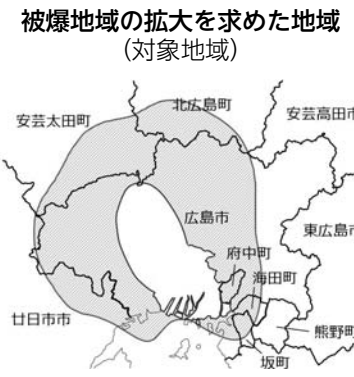 被爆地域の拡大を求めた地域
(対象地域)
北広島町
安芸太田町
安芸高田市
広島市
東広島市
府中町
海田町
廿日市市
熊野町
坂町